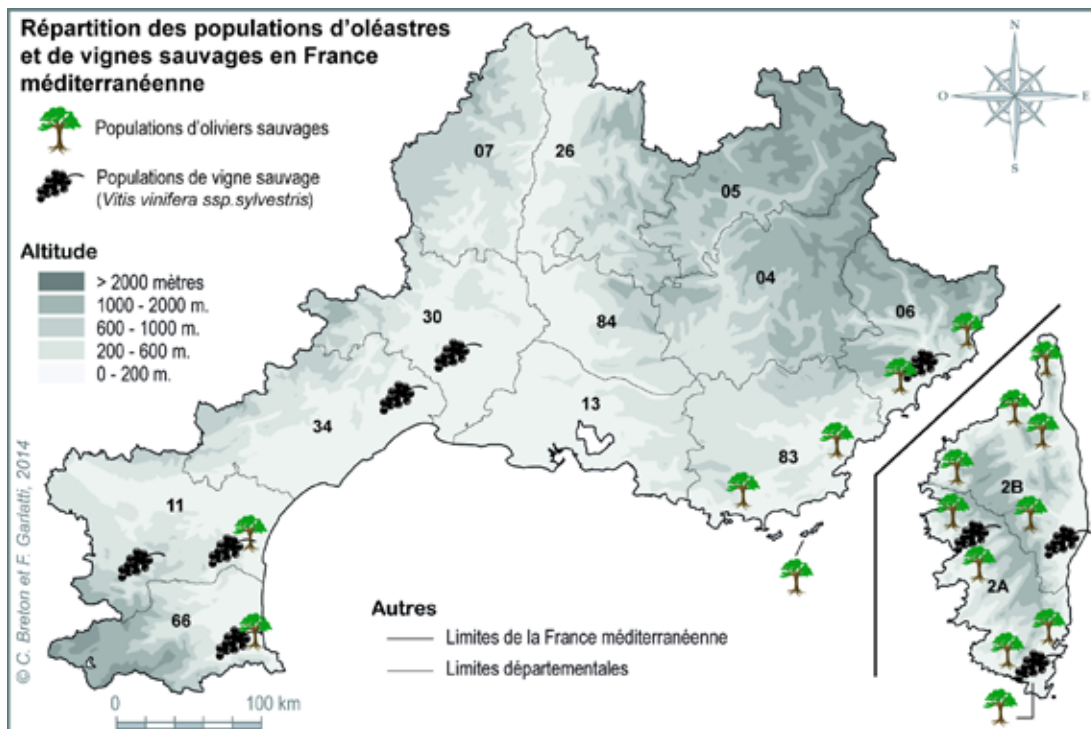 Répartition des populations d'oléastres
et de vignes sauvages en France
méditerranéenne
Populations d'oliviers sauvages
Populations de vigne sauvage
(Vitis vinifera ssp.sylvestris)
Altitude
> 2000 mètres
1000 - 2000 m.
600 - 1000 m.
200 - 600 m.
0 - 200 m.
N
O
E
S
07
26
05
04
06
30
84
34
13
83
11
66
2B
2A
Autres
Limites de la France méditerranéenne
Limites départementales
0
100 km
© C. Breton et F. Garlatti, 2014